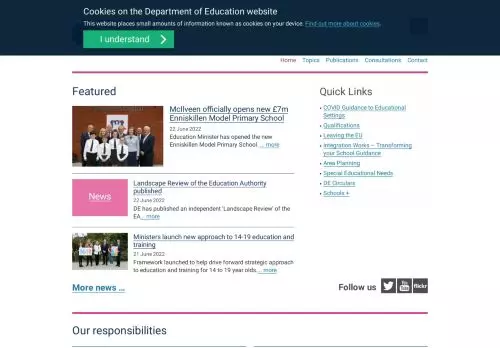 Cookies on the Department of Education website
This website places small amounts of information known as cookies on your device. Find out more about cookies.
I understand
Home Topics Publications Consultations Contact
Featured
McIlveen officially opens new £7m
Enniskillen Model Primary School
22 June 2022
Education Minister has opened the new
Enniskillen Model Primary School. ... more
News
Landscape Review of the Education Authority
published
22 June 2022
DE has published an independent 'Landscape Review' of the
EA ... more
Ministers launch new approach to 14-19 education and
training
21 June 2022
Framework launched to help drive forward strategic approach
to education and training for 14 to 19 year olds. ... more
More news ...
Quick Links
COVID Guidance to Educational
Settings
Qualifications
Leaving the EU
Integration Works – Transforming
your School Guidance
Area Planning
Special Educational Needs
DE Circulars
Schools +
Follow us
You
Tube
flickr
Our responsibilities